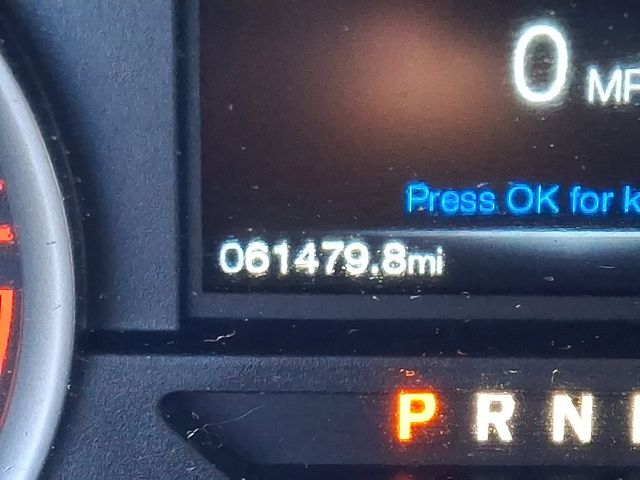 0 MP
Press OK for k
061479.8mi
P R N